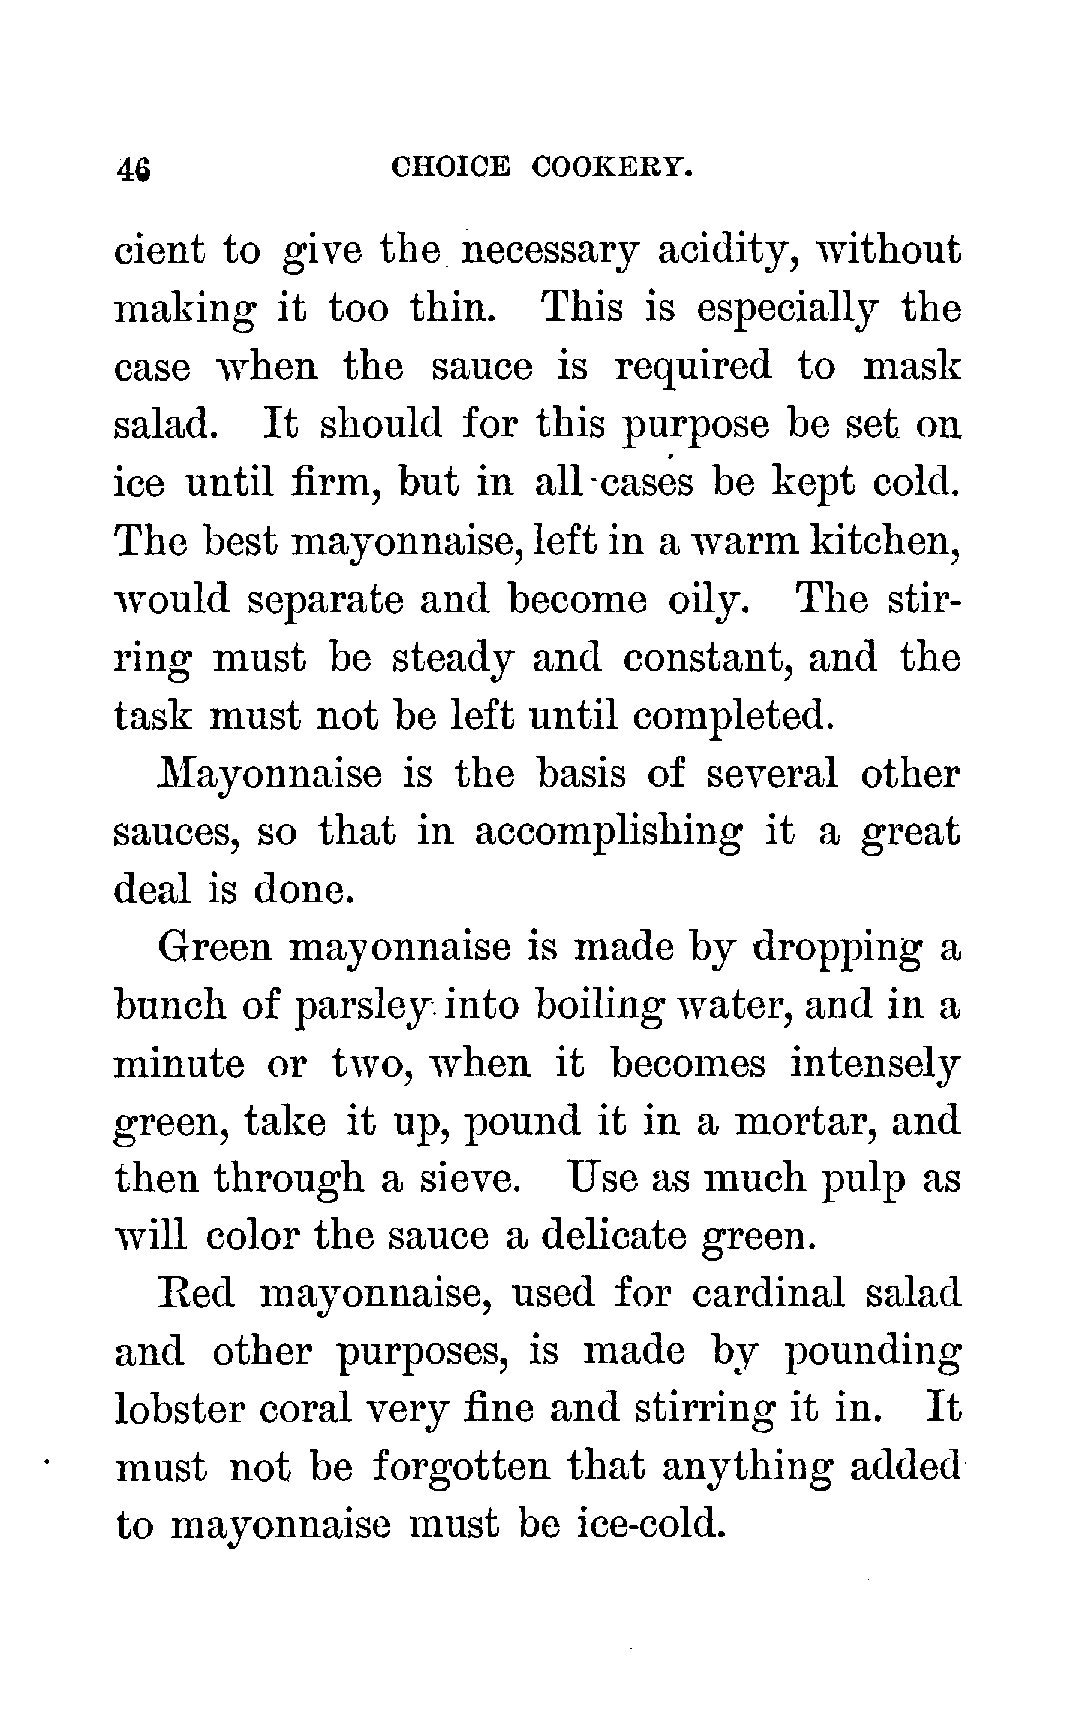 46 CHOICE COOKERY.
cient to give the necessary acidity, without
making it too thin. This is especially the
case when the sauce is required to mask
salad. It should for this purpose be set on
ice until firm, but in all cases be kept cold.
The best mayonnaise, left in a warm kitchen,
would separate and become oily. The stir-
ring must be steady and constant, and the
task must not be left until completed.
Mayonnaise is the basis of several other
sauces, so that in accomplishing it a great
deal is done.
Green mayonnaise is made by dropping a
bunch of parsley into boiling water, and in a
minute or two, when it becomes intensely
green, take it up, pound it in a mortar, and
then through a sieve. Use as much pulp as
will color the sauce a delicate green.
Red mayonnaise, used for cardinal salad
and other purposes, is made by pounding
lobster coral very fine and stirring it in. It
must not be forgotten that anything added
to mayonnaise must be ice-cold.